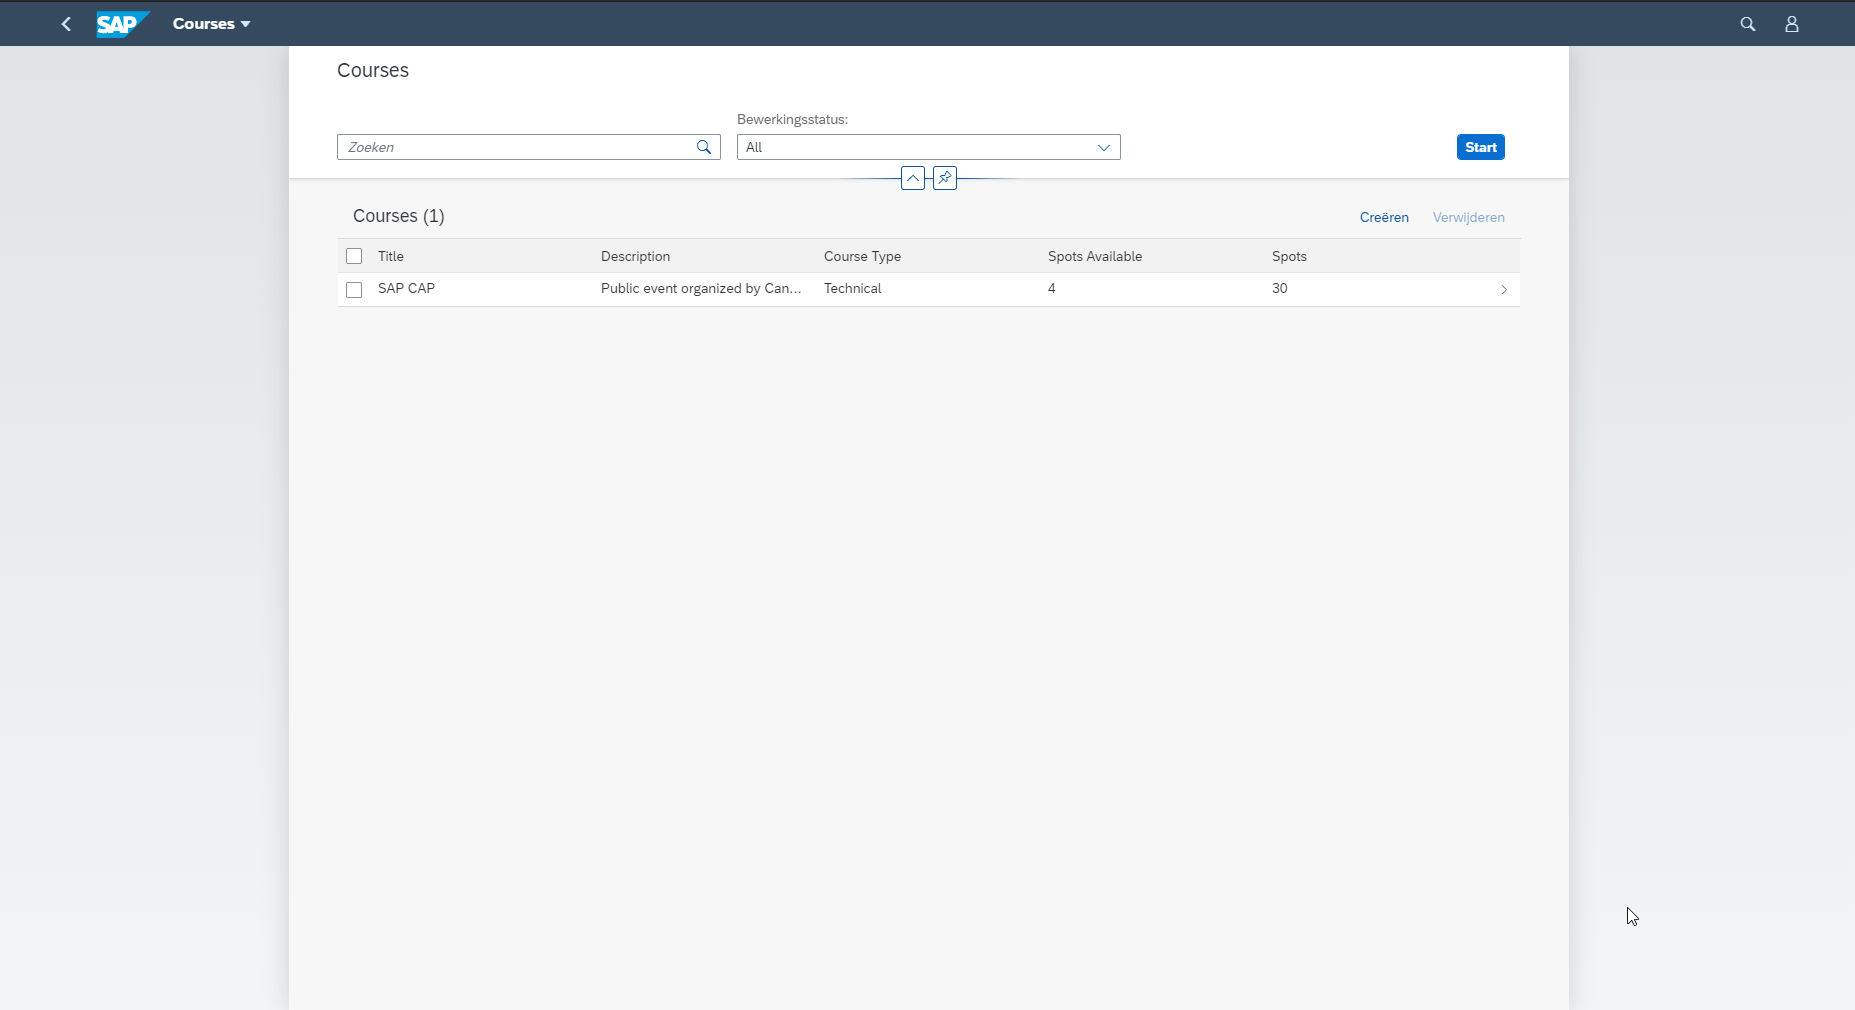 SAP Courses
Courses
Bewerkingsstatus:
Zoeken All Start
Courses (1) Creëren Verwijderen
Title Description Course Type Spots Available Spots
SAP CAP Public event organized by Can... Technical 4 30